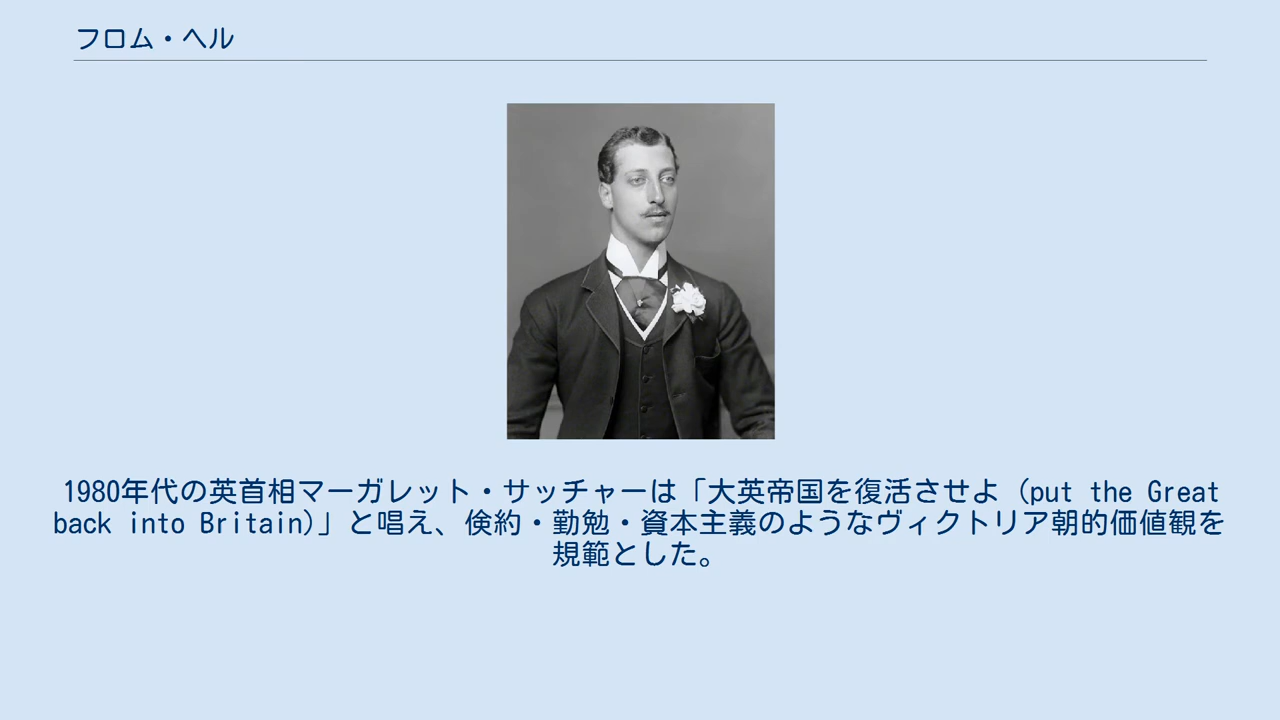 フロム・ヘル
1980年代の英首相マーガレット・サッチャーは「大英帝国を復活させよ (put the Great
back into Britain)」と唱え、倹約・勤勉・資本主義のようなヴィクトリア朝的価値観を
規範とした。